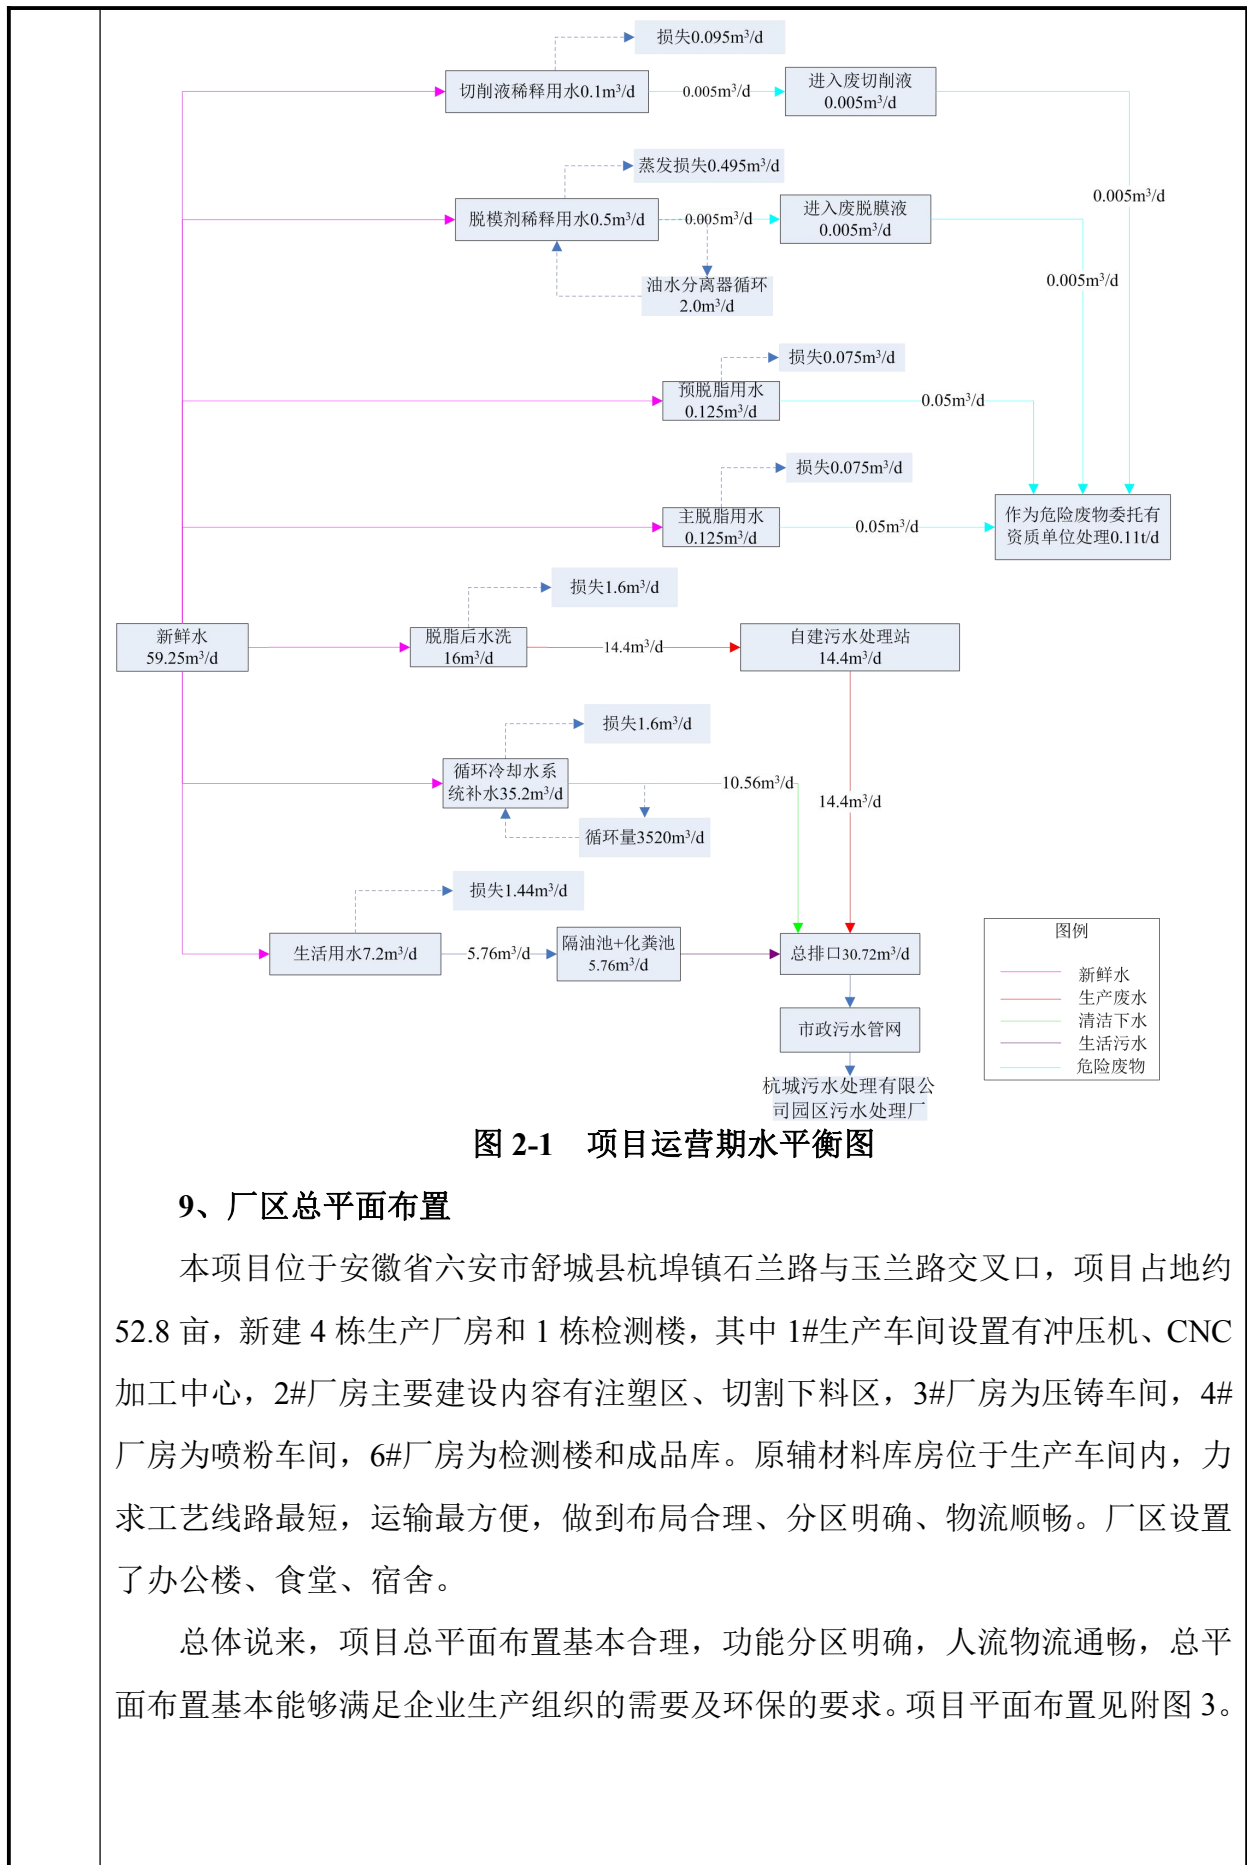 损失0.095m³/d
切削液稀释用水0.1m³/d
0.005m³/d
进入废切削液
0.005m³/d
蒸发损失0.495m³/d
0.005m³/d
脱模剂稀释用水0.5m³/d
0.005m³/d
进入废脱膜液
0.005m³/d
0.005m³/d
油水分离器循环
2.0m³/d
损失0.075m³/d
预脱脂用水
0.125m³/d
0.05m³/d
损失0.075m³/d
主脱脂用水
0.125m³/d
0.05m³/d
作为危险废物委托有
资质单位处理0.11t/d
损失1.6m³/d
新鲜水
59.25m³/d
脱脂后水洗
16m³/d
14.4m³/d
自建污水处理站
14.4m³/d
损失1.6m³/d
循环冷却水系
统补水35.2m³/d
10.56m³/d
14.4m³/d
循环量3520m³/d
损失1.44m³/d
生活用水7.2m³/d
5.76m³/d
隔油池+化粪池
5.76m³/d
总排口30.72m³/d
市政污水管网
杭城污水处理有限公
司园区污水处理厂
图例
新鲜水
生产废水
清洁下水
生活污水
危险废物
图 2-1 项目运营期水平衡图
9、厂区总平面布置
本项目位于安徽省六安市舒城县杭埠镇石兰路与玉兰路交叉口，项目占地约
52.8 亩，新建 4 栋生产厂房和 1 栋检测楼，其中 1#生产车间设置有冲压机、CNC
加工中心，2#厂房主要建设内容有注塑区、切割下料区，3#厂房为压铸车间，4#
厂房为喷粉车间，6#厂房为检测楼和成品库。原辅材料库房位于生产车间内，力
求工艺线路最短，运输最方便，做到布局合理、分区明确、物流顺畅。厂区设置
了办公楼、食堂、宿舍。
总体说来，项目总平面布置基本合理，功能分区明确，人流物流通畅，总平
面布置基本能够满足企业生产组织的需要及环保的要求。项目平面布置见附图 3。